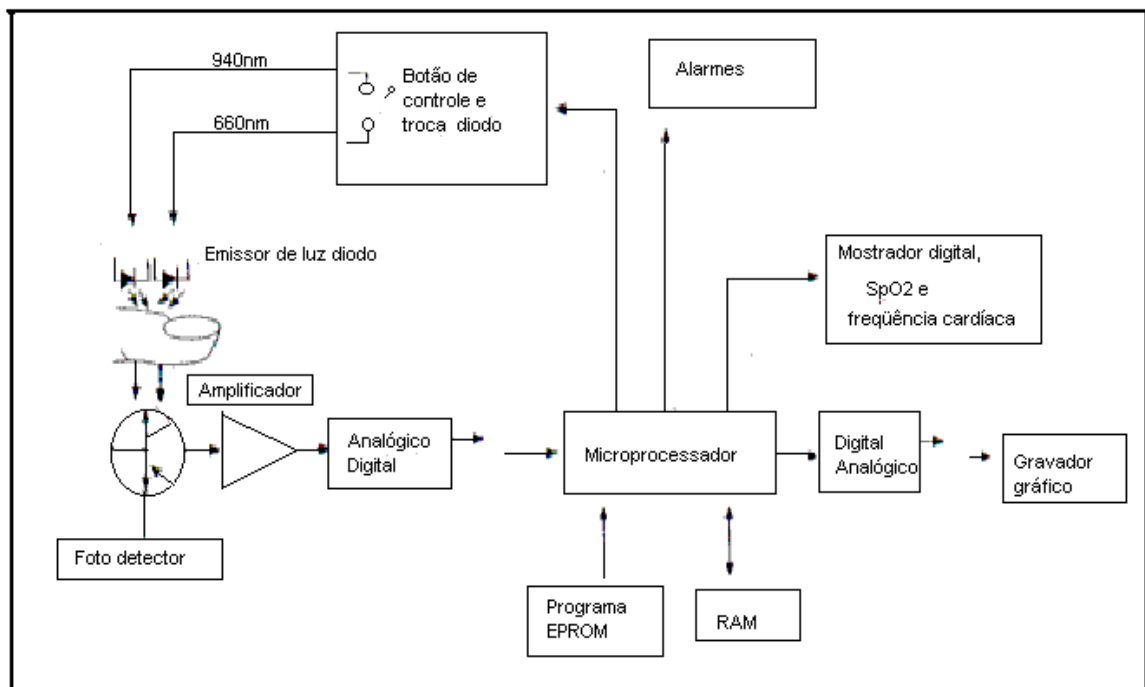 940nm
660nm
Botão de
controle e
troca diodo
Alarmes
Emissor de luz diodo
Mostrador digital,
SpO2 e
freqüência cardíaca
Amplificador
Analógico
Digital
Microprocessador
Digital
Analógico
Gravador
gráfico
Foto detector
Programa
EPROM
RAM